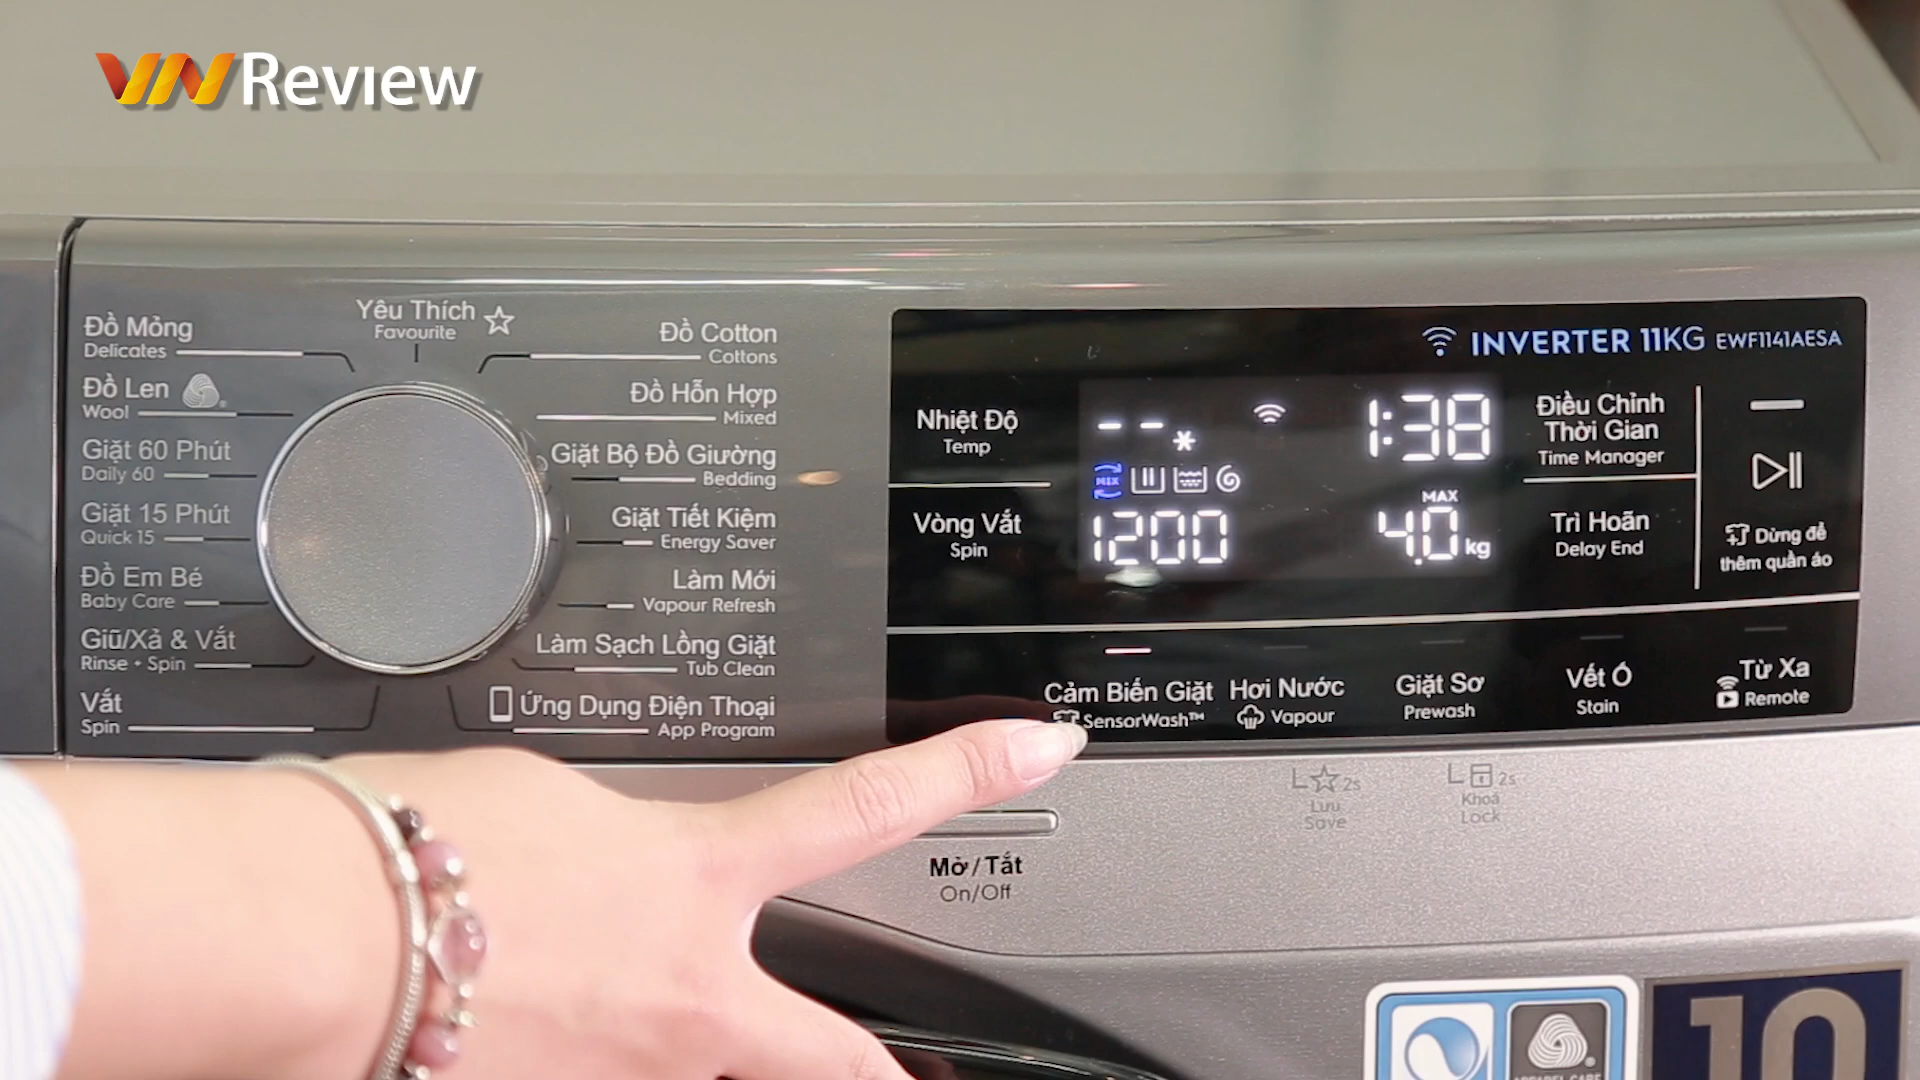 VNReview
Yêu Thích
Favourite
Đồ Mỏng
Delicates
Đồ Len
Wool
Giặt 60 Phút
Daily 60
Giặt 15 Phút
Quick 15
Đồ Em Bé
Baby Care
Giũ/Xả & Vắt
Rinse • Spin
Vắt
Spin
Đồ Cotton
Cottons
Đồ Hỗn Hợp
Mixed
Giặt Bộ Đồ Giường
Bedding
Giặt Tiết Kiệm
Energy Saver
Làm Mới
Vapour Refresh
Làm Sạch Lồng Giặt
Tub Clean
Ứng Dụng Điện Thoại
App Program
INVERTER 11KG EWF1141AESA
Nhiệt Độ
Temp
Vòng Vắt
Spin
-- *
1:38
MIX
1200
MAX
4.0 kg
Điều Chỉnh
Thời Gian
Time Manager
Trì Hoãn
Delay End
Dừng để
thêm quần áo
Cảm Biến Giặt
SensorWash™
Hơi Nước
Vapour
Giặt Sơ
Prewash
Vết Ố
Stain
Từ Xa
Remote
2s
Lưu
Save
2s
Khoá
Lock
Mở/Tắt
On/Off
10